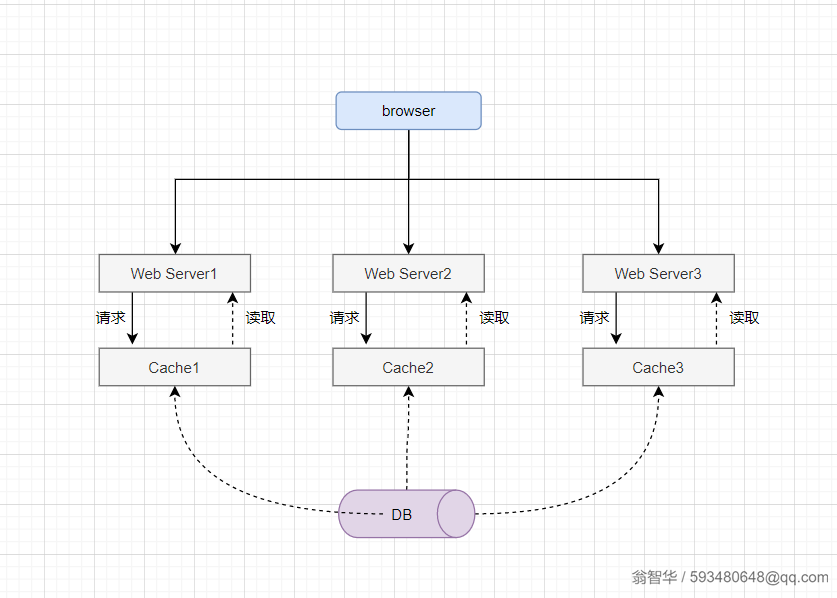 browser
Web Server1
Web Server2
Web Server3
请求
读取
请求
读取
请求
读取
Cache1
Cache2
Cache3
DB
翁智华 / 593480648@qq.com